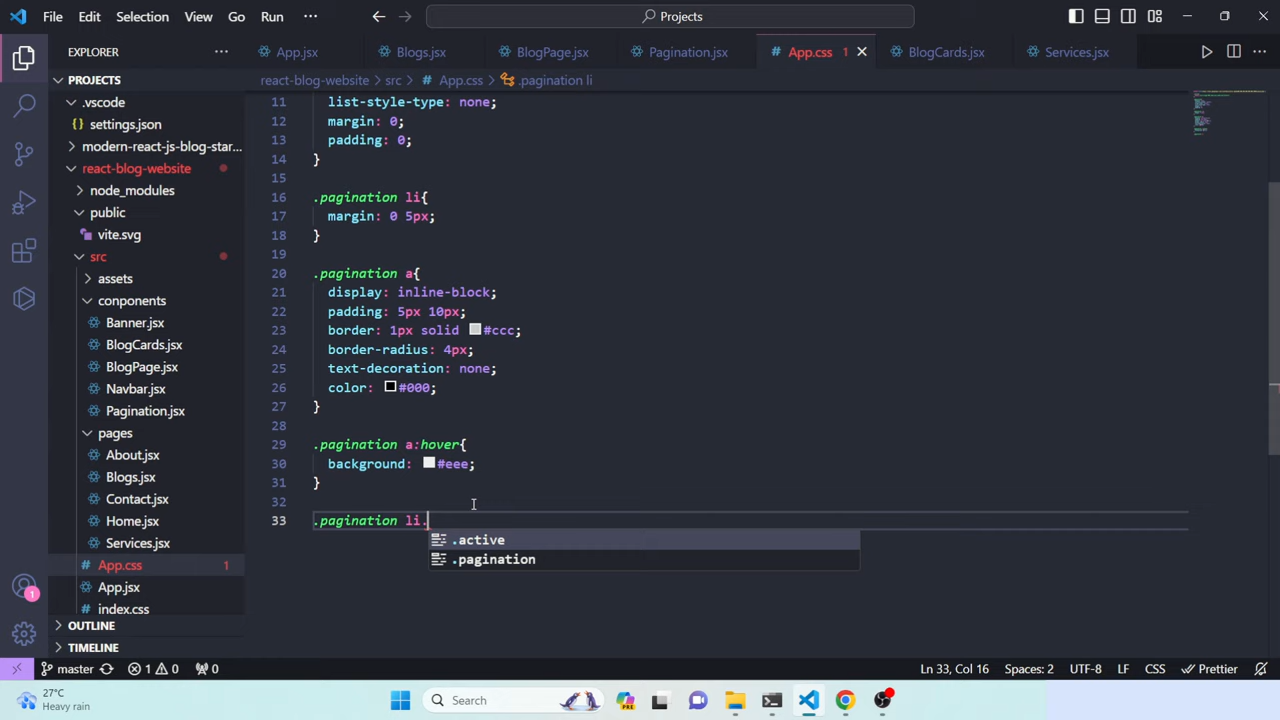 File Edit Selection View Go Run ··· Projects
EXPLORER ···
App.jsx Blogs.jsx BlogPage.jsx Pagination.jsx # App.css 1 BlogCards.jsx Services.jsx ···
react-blog-website > src > # App.css > .pagination li
PROJECTS
.vscode
{} settings.json
modern-react-js-blog-star...
react-blog-website
node_modules
public
vite.svg
src
assets
conponents
Banner.jsx
BlogCards.jsx
BlogPage.jsx
Navbar.jsx
Pagination.jsx
pages
About.jsx
Blogs.jsx
Contact.jsx
Home.jsx
Services.jsx
# App.css 1
App.jsx
# index.css
OUTLINE
TIMELINE
1
11 list-style-type: none;
12 margin: 0;
13 padding: 0;
14 }
15
16 .pagination li{
17 margin: 0 5px;
18 }
19
20 .pagination a{
21 display: inline-block;
22 padding: 5px 10px;
23 border: 1px solid #ccc;
24 border-radius: 4px;
25 text-decoration: none;
26 color: #000;
27 }
28
29 .pagination a:hover{
30 background: #eee;
31 }
32
33 .pagination li.
.active
.pagination
master 1 0 0 Ln 33, Col 16 Spaces: 2 UTF-8 LF CSS Prettier
27°C
Heavy rain
Search
PRE